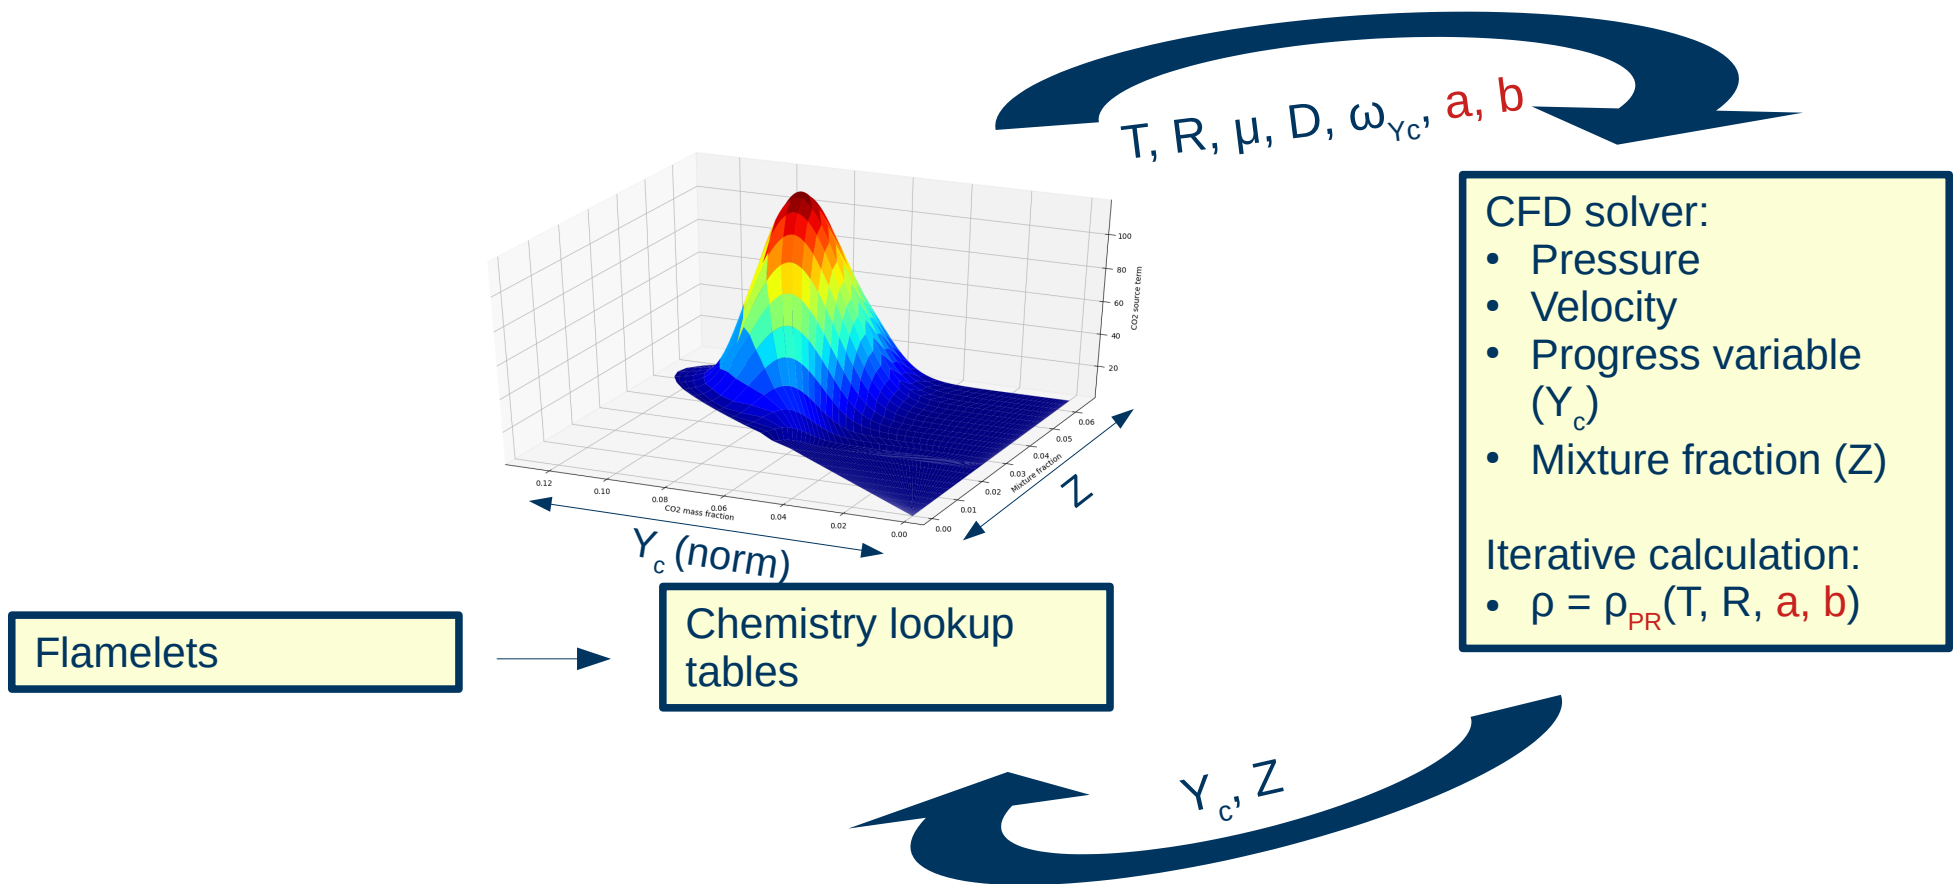 T, R, μ, D, ω_Yc, a, b
100
80
60
40
20
CO2 source term
0.06
0.05
0.04
0.03
0.02
0.01
0.00
Mixture fraction
Z
0.12
0.10
0.08
0.06
0.04
0.02
0.00
CO2 mass fraction
Y_c (norm)
Flamelets
Chemistry lookup
tables
CFD solver:
• Pressure
• Velocity
• Progress variable
(Y_c)
• Mixture fraction (Z)
Iterative calculation:
• ρ = ρ_PR(T, R, a, b)
Y_c, Z